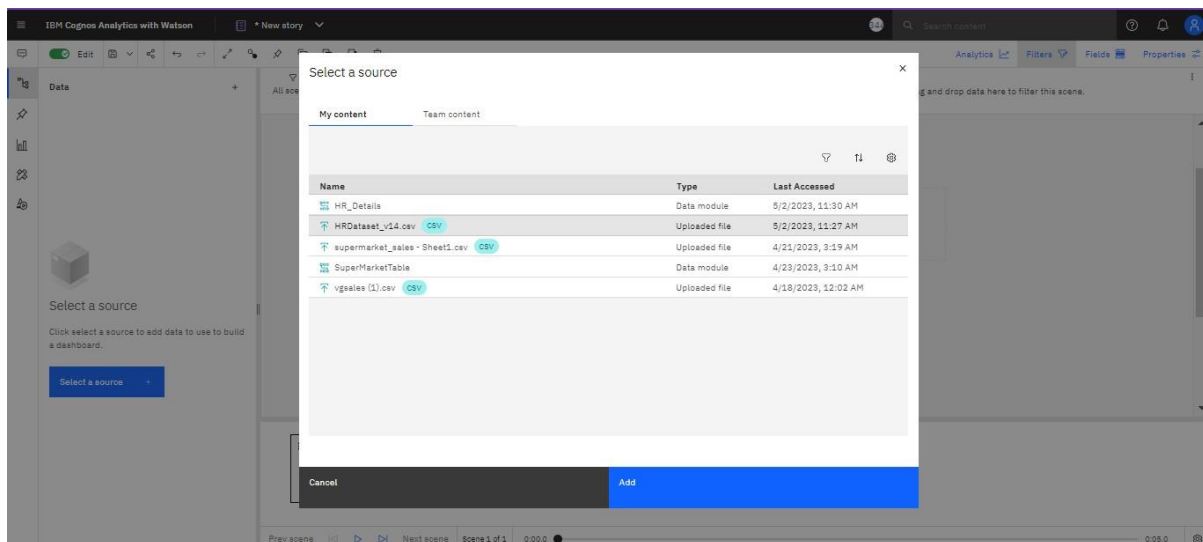 IBM Cognos Analytics with Watson
* New story
Search content
Edit
Analytics
Filters
Fields
Properties
Data
+
All sce
g and drop data here to filter this scene.
Select a source
My content
Team content
Name Type Last Accessed
HR_Details Data module 5/2/2023, 11:30 AM
HRDataset_v14.csv CSV Uploaded file 5/2/2023, 11:27 AM
supermarket_sales - Sheet1.csv CSV Uploaded file 4/21/2023, 3:19 AM
SuperMarketTable Data module 4/23/2023, 3:10 AM
vgsales (1).csv CSV Uploaded file 4/18/2023, 12:02 AM
Select a source
Click select a source to add data to use to build
a dashboard.
Select a source +
Cancel
Add
Prev scene Next scene Scene 1 of 1 0:00.0 0:05.0